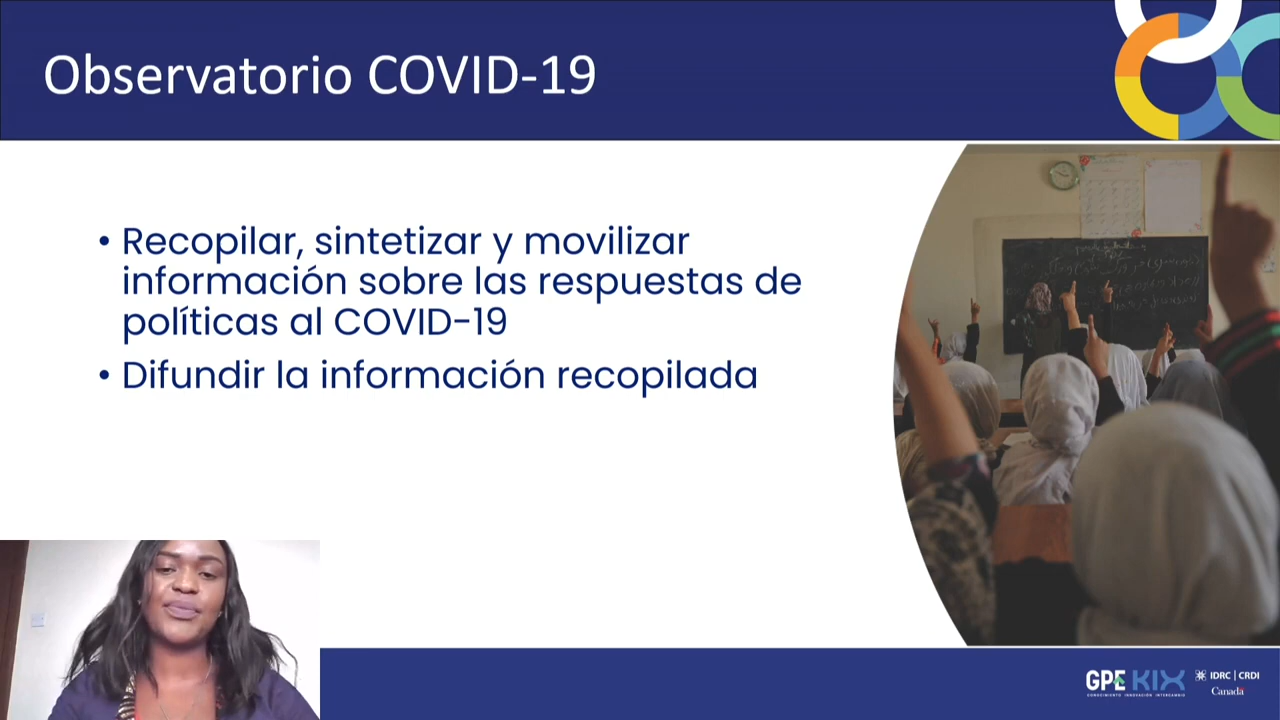 Observatorio COVID-19
• Recopilar, sintetizar y movilizar
información sobre las respuestas de
políticas al COVID-19
• Difundir la información recopilada
GPE KIX
CONOCIMIENTO INNOVACIÓN INTERCAMBIO
IDRC | CRDI
Canada